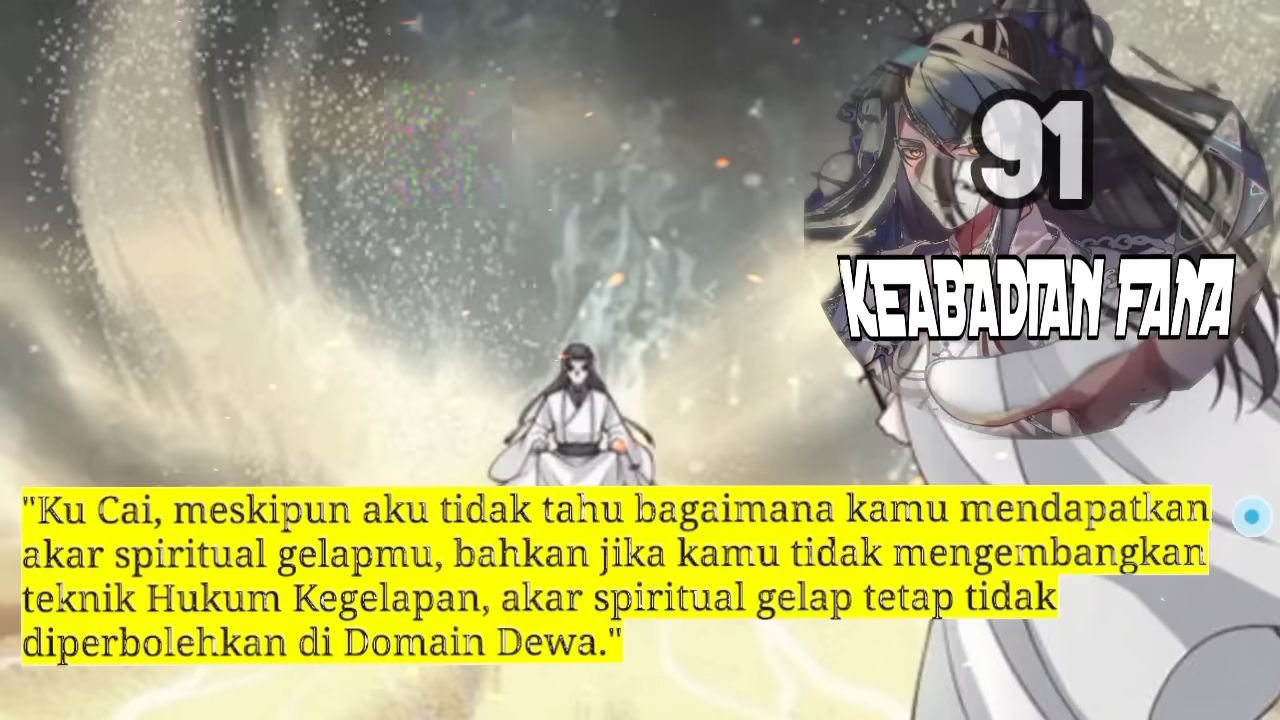 91
KEABADIAN FANA
"Ku Cai, meskipun aku tidak tahu bagaimana kamu mendapatkan
akar spiritual gelapmu, bahkan jika kamu tidak mengembangkan
teknik Hukum Kegelapan, akar spiritual gelap tetap tidak
diperbolehkan di Domain Dewa."